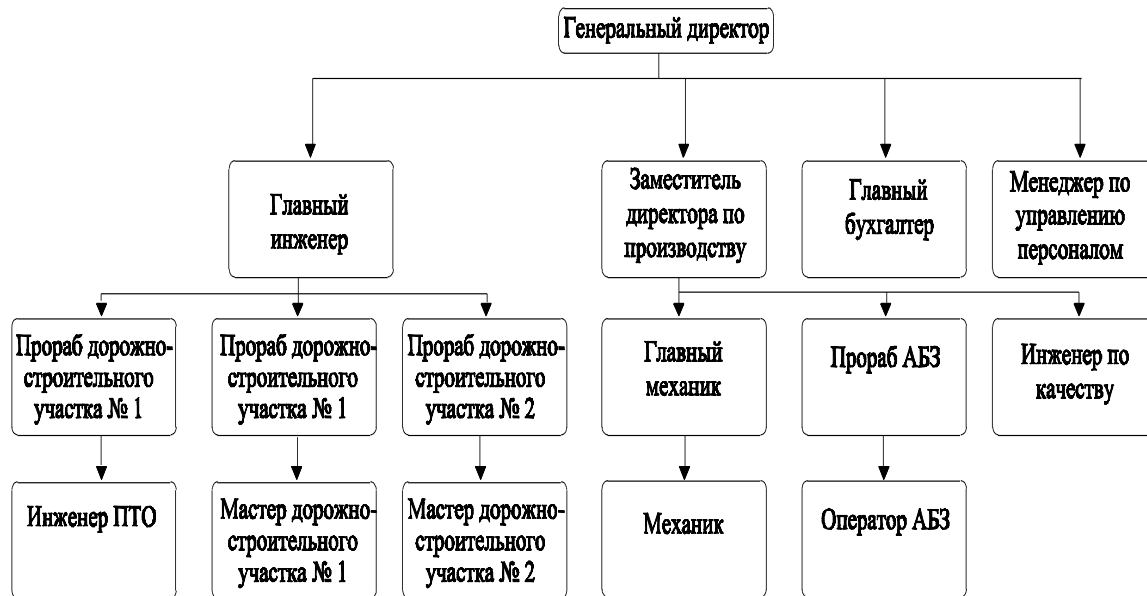 Генеральный директор
Главный
инженер
Заместитель
директора по
производству
Главный
бухгалтер
Менеджер по
управлению
персоналом
Прораб дорожно-
строительного
участка № 1
Прораб дорожно-
строительного
участка № 1
Прораб дорожно-
строительного
участка № 2
Главный
механик
Прораб АБЗ
Инженер по
качеству
Инженер ПТО
Мастер дорожно-
строительного
участка № 1
Мастер дорожно-
строительного
участка № 2
Механик
Оператор АБЗ